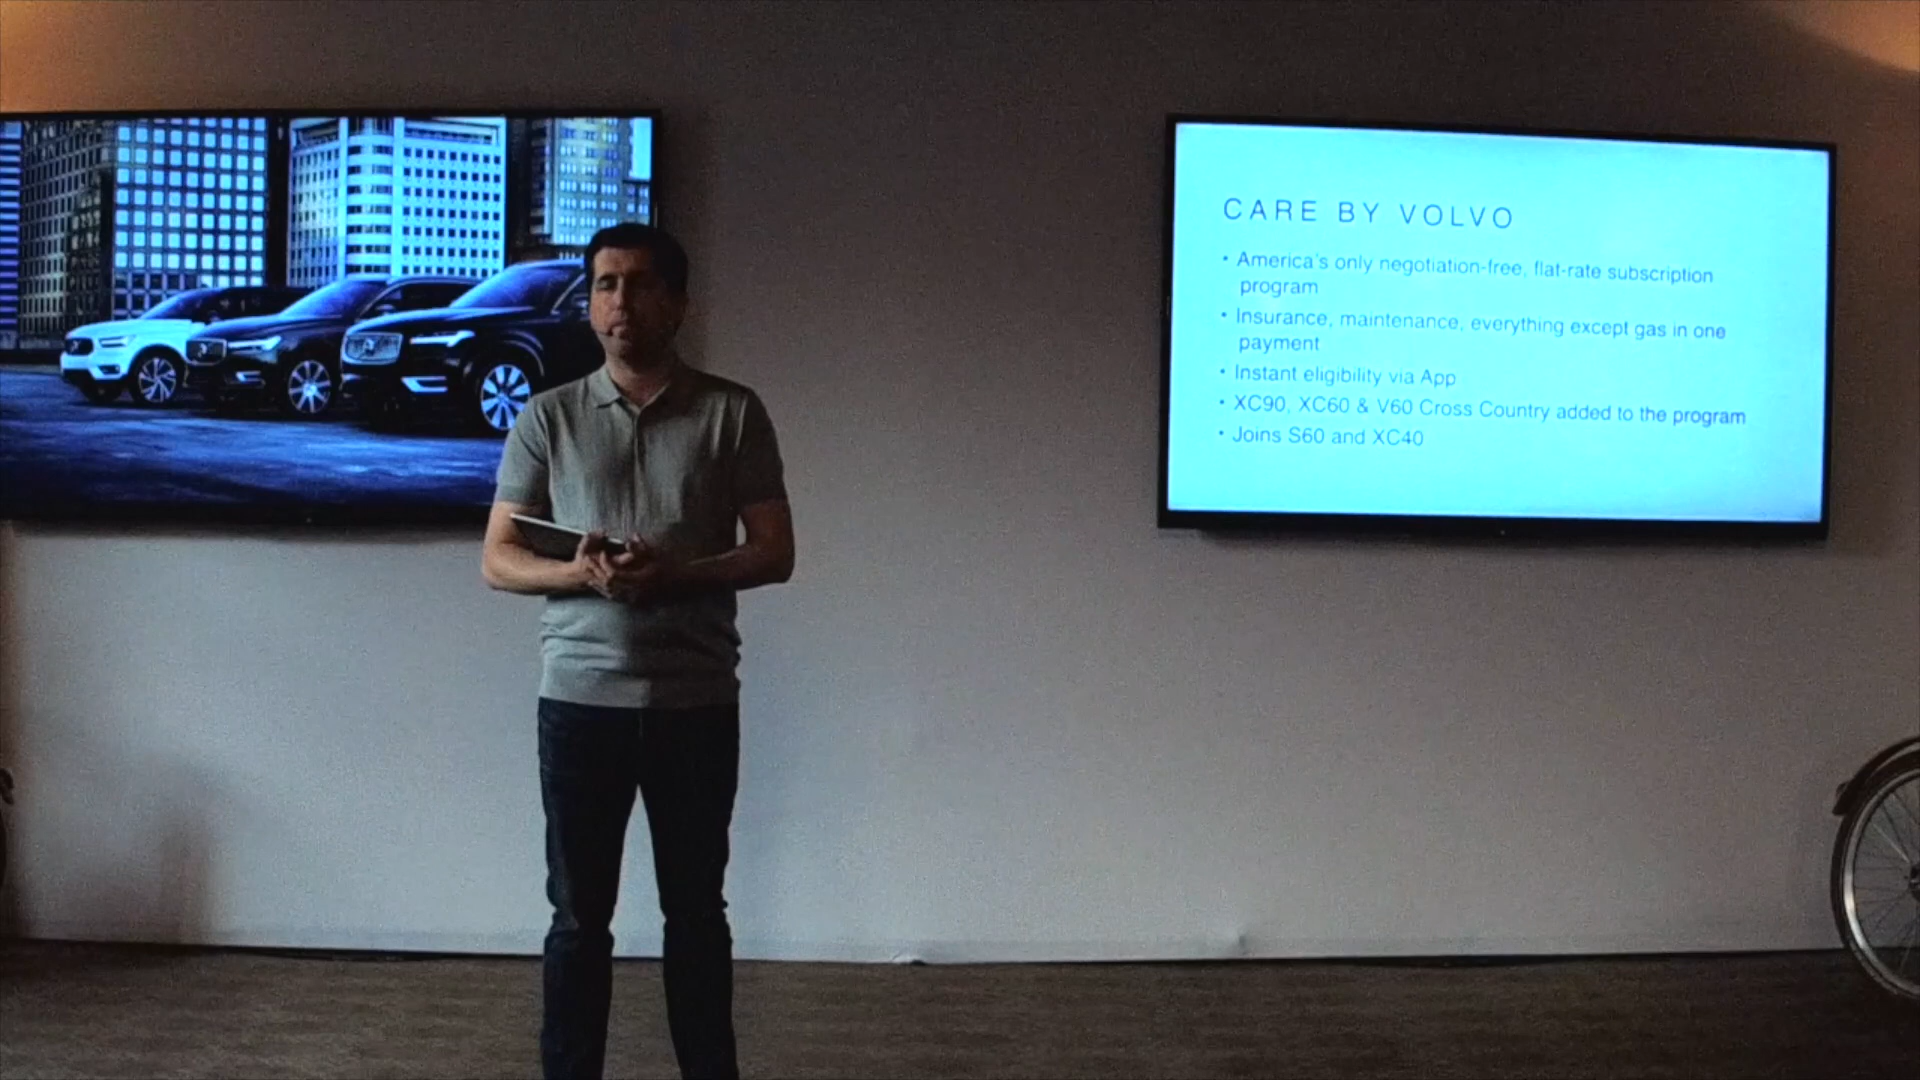 CARE BY VOLVO
• America's only negotiation-free, flat-rate subscription
program
• Insurance, maintenance, everything except gas in one
payment
• Instant eligibility via App
• XC90, XC60 & V60 Cross Country added to the program
• Joins S60 and XC40